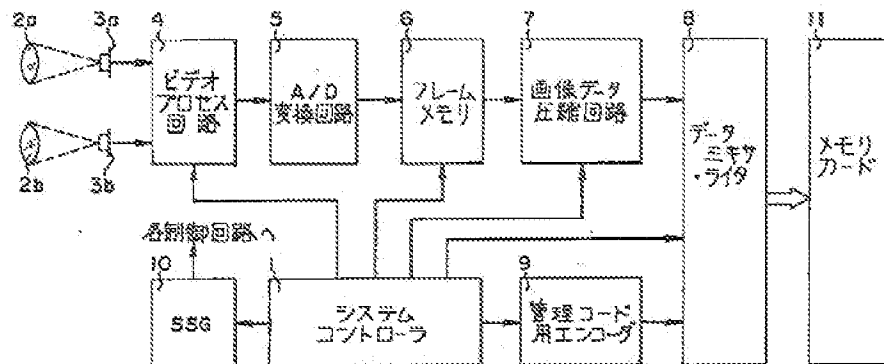 2a
3a
4
5
6
7
8
11
ビデオ
プロセス
回路
A/D
変換回路
フレーム
メモリ
画像データ
圧縮回路
データ
ミキサ
・ライタ
メモリ
カード
2b
3b
各制御回路へ
10
SSG
システム
コントローラ
9
管理コード
用エンコーダ